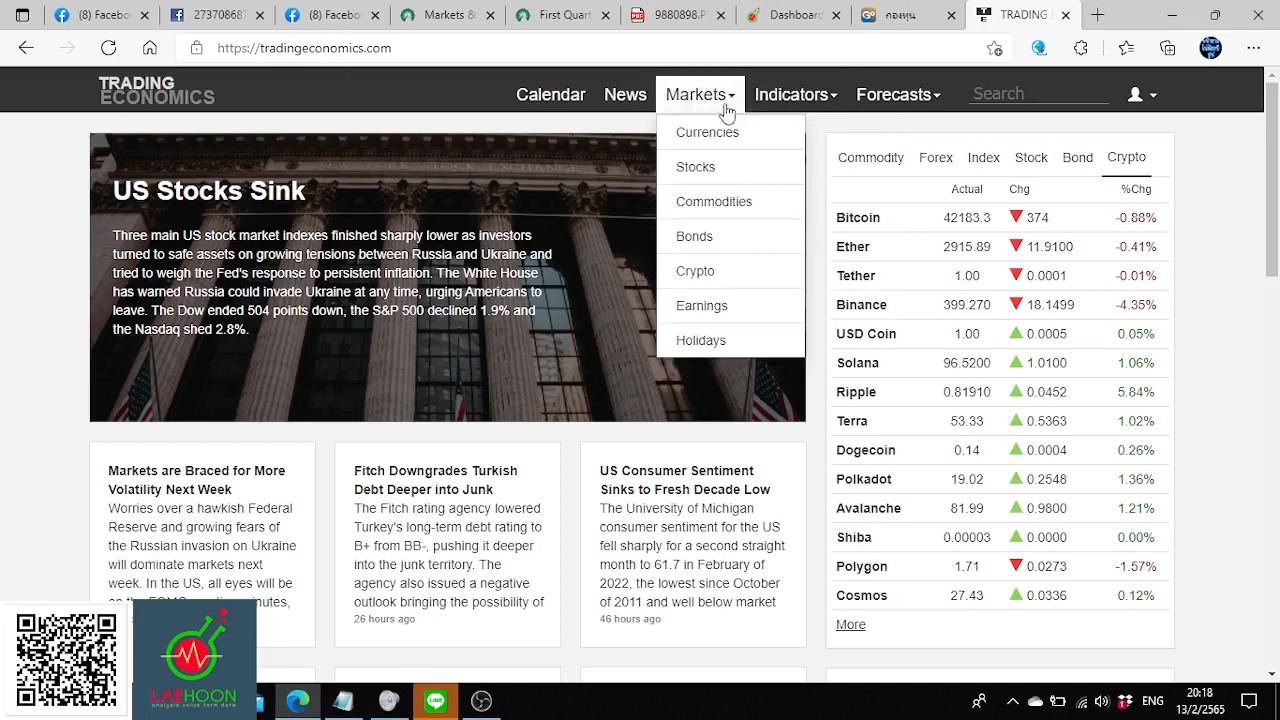 27370868
(8) Facebo
(8) Facebo
Markets &
First Quart
9880898.P
Dashboard
ning
TRADING
https://tradingeconomics.com
TRADING
ECONOMICS
Calendar
News
Markets
Indicators
Forecasts
Search
Currencies
Stocks
Commodities
Bonds
Crypto
Earnings
Holidays
US Stocks Sink
Three main US stock market indexes finished sharply lower as investors
turned to safe assets on growing tensions between Russia and Ukraine and
tried to weigh the Fed's response to persistent inflation. The White House
has warned Russia could invade Ukraine at any time, urging Americans to
leave. The Dow ended 504 points down, the S&P 500 declined 1.9% and
the Nasdaq shed 2.8%.
Commodity Forex Index Stock Bond Crypto
Actual Chg %Chg
Bitcoin 42183.3 374 -0.88%
Ether 2915.89 11.9100 -0.41%
Tether 1.00 0.0001 -0.01%
Binance 399.270 18.1499 -4.35%
USD Coin 1.00 0.0005 0.05%
Solana 96.5200 1.0100 1.06%
Ripple 0.81910 0.0452 5.84%
Terra 53.33 0.5363 1.02%
Dogecoin 0.14 0.0004 0.26%
Polkadot 19.02 0.2548 1.36%
Avalanche 81.99 0.9800 1.21%
Shiba 0.00003 0.0000 0.00%
Polygon 1.71 0.0273 -1.57%
Cosmos 27.43 0.0336 0.12%
More
Markets are Braced for More
Volatility Next Week
Worries over a hawkish Federal
Reserve and growing fears of
the Russian invasion on Ukraine
will dominate markets next
week. In the US, all eyes will be
Fitch Downgrades Turkish
Debt Deeper into Junk
The Fitch rating agency lowered
Turkey's long-term debt rating to
B+ from BB-, pushing it deeper
into the junk territory. The
agency also issued a negative
outlook bringing the possibility of
26 hours ago
US Consumer Sentiment
Sinks to Fresh Decade Low
The University of Michigan
consumer sentiment for the US
fell sharply for a second straight
month to 61.7 in February of
2022, the lowest since October
of 2011 and well below market
46 hours ago
LABHOON
analysis solve term data
LINE
ENG
20:18
13/2/2565